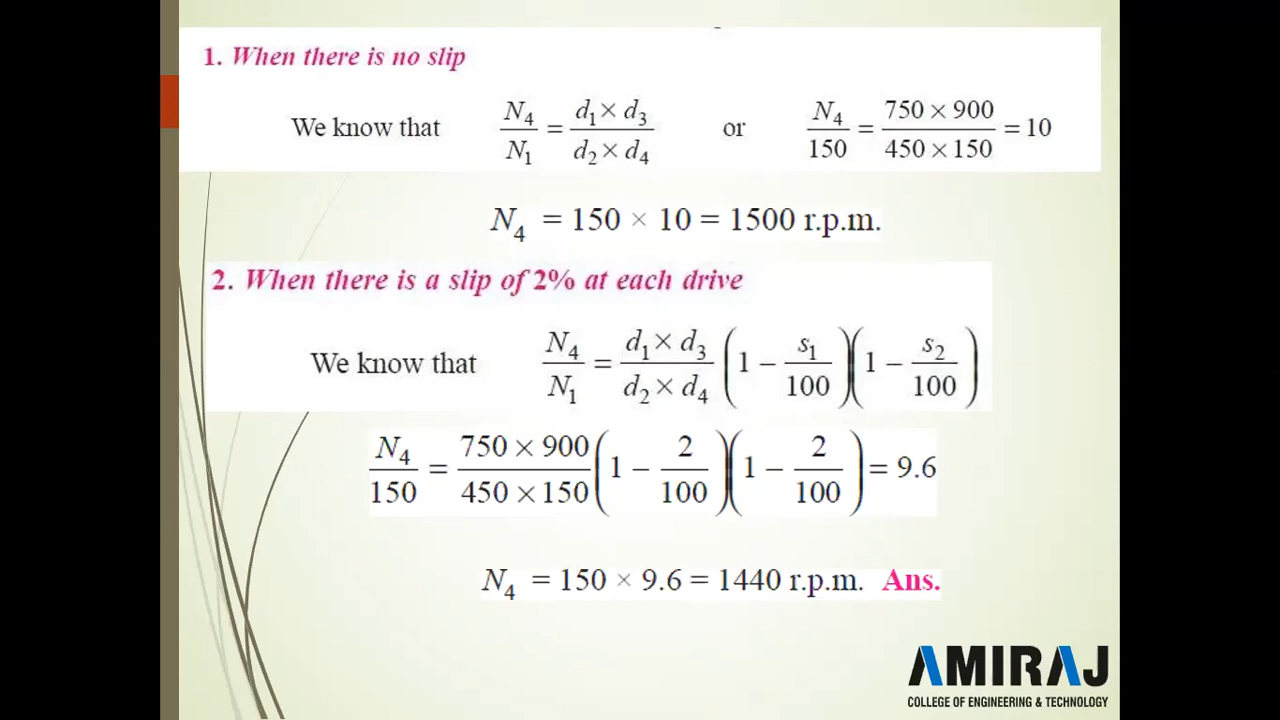 1. When there is no slip
We know that N₄/N₁ = d₁ × d₃/d₂ × d₄ or N₄/150 = 750 × 900/450 × 150 = 10
N₄ = 150 × 10 = 1500 r.p.m.
2. When there is a slip of 2% at each drive
We know that N₄/N₁ = d₁ × d₃/d₂ × d₄ (1 − s₁/100)(1 − s₂/100)
N₄/150 = 750 × 900/450 × 150 (1 − 2/100)(1 − 2/100) = 9.6
N₄ = 150 × 9.6 = 1440 r.p.m. Ans.
AMIRAJ
COLLEGE OF ENGINEERING & TECHNOLOGY